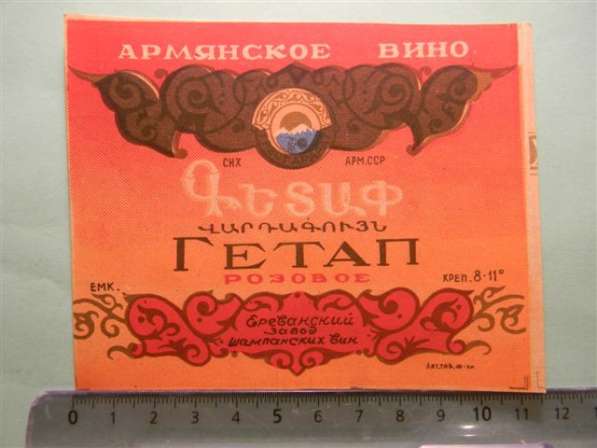 АРМЯНСКОЕ ВИНО
СНХ АРМ.ССР
ԳԵՏԱՓ
ՎԱՐԴԱԳՈՒՅՆ
ГЕТАП
РОЗОВОЕ
ЕМК. КРЕП. 8-11°
Ереванский
завод
шампанских вин
0 1 2 3 4 5 6 7 8 9 10 11 12